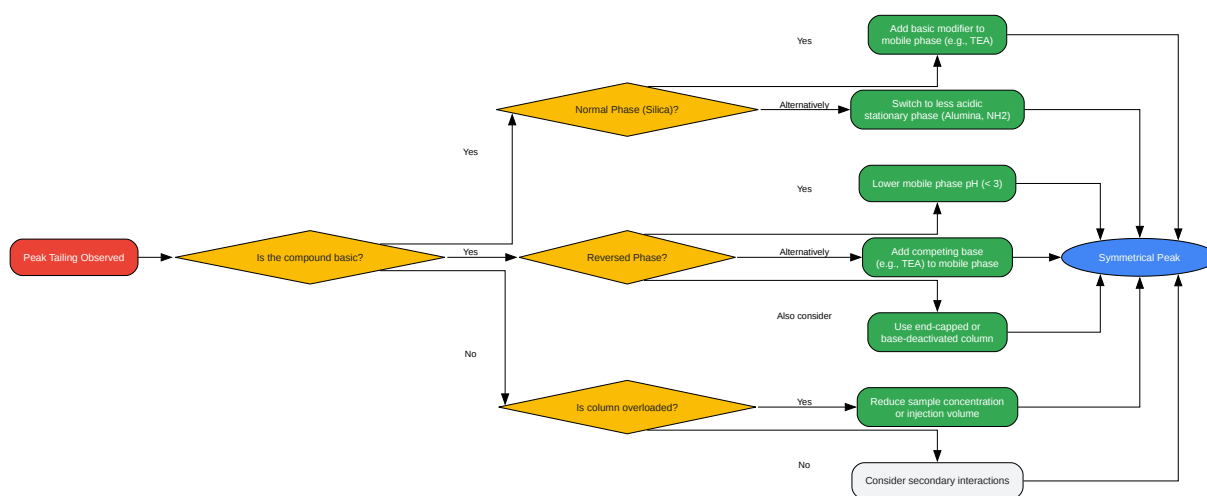 Add basic modifier to
mobile phase (e.g., TEA)
Yes
Normal Phase (Silica)?
Alternatively
Switch to less acidic
stationary phase (Alumina, NH2)
Yes
Yes
Lower mobile phase pH (< 3)
Peak Tailing Observed
Is the compound basic?
Yes
Reversed Phase?
Alternatively
Add competing base
(e.g., TEA) to mobile phase
Symmetrical Peak
Also consider
Use end-capped or
base-deactivated column
No
Is column overloaded?
Yes
Reduce sample concentration
or injection volume
No
Consider secondary interactions